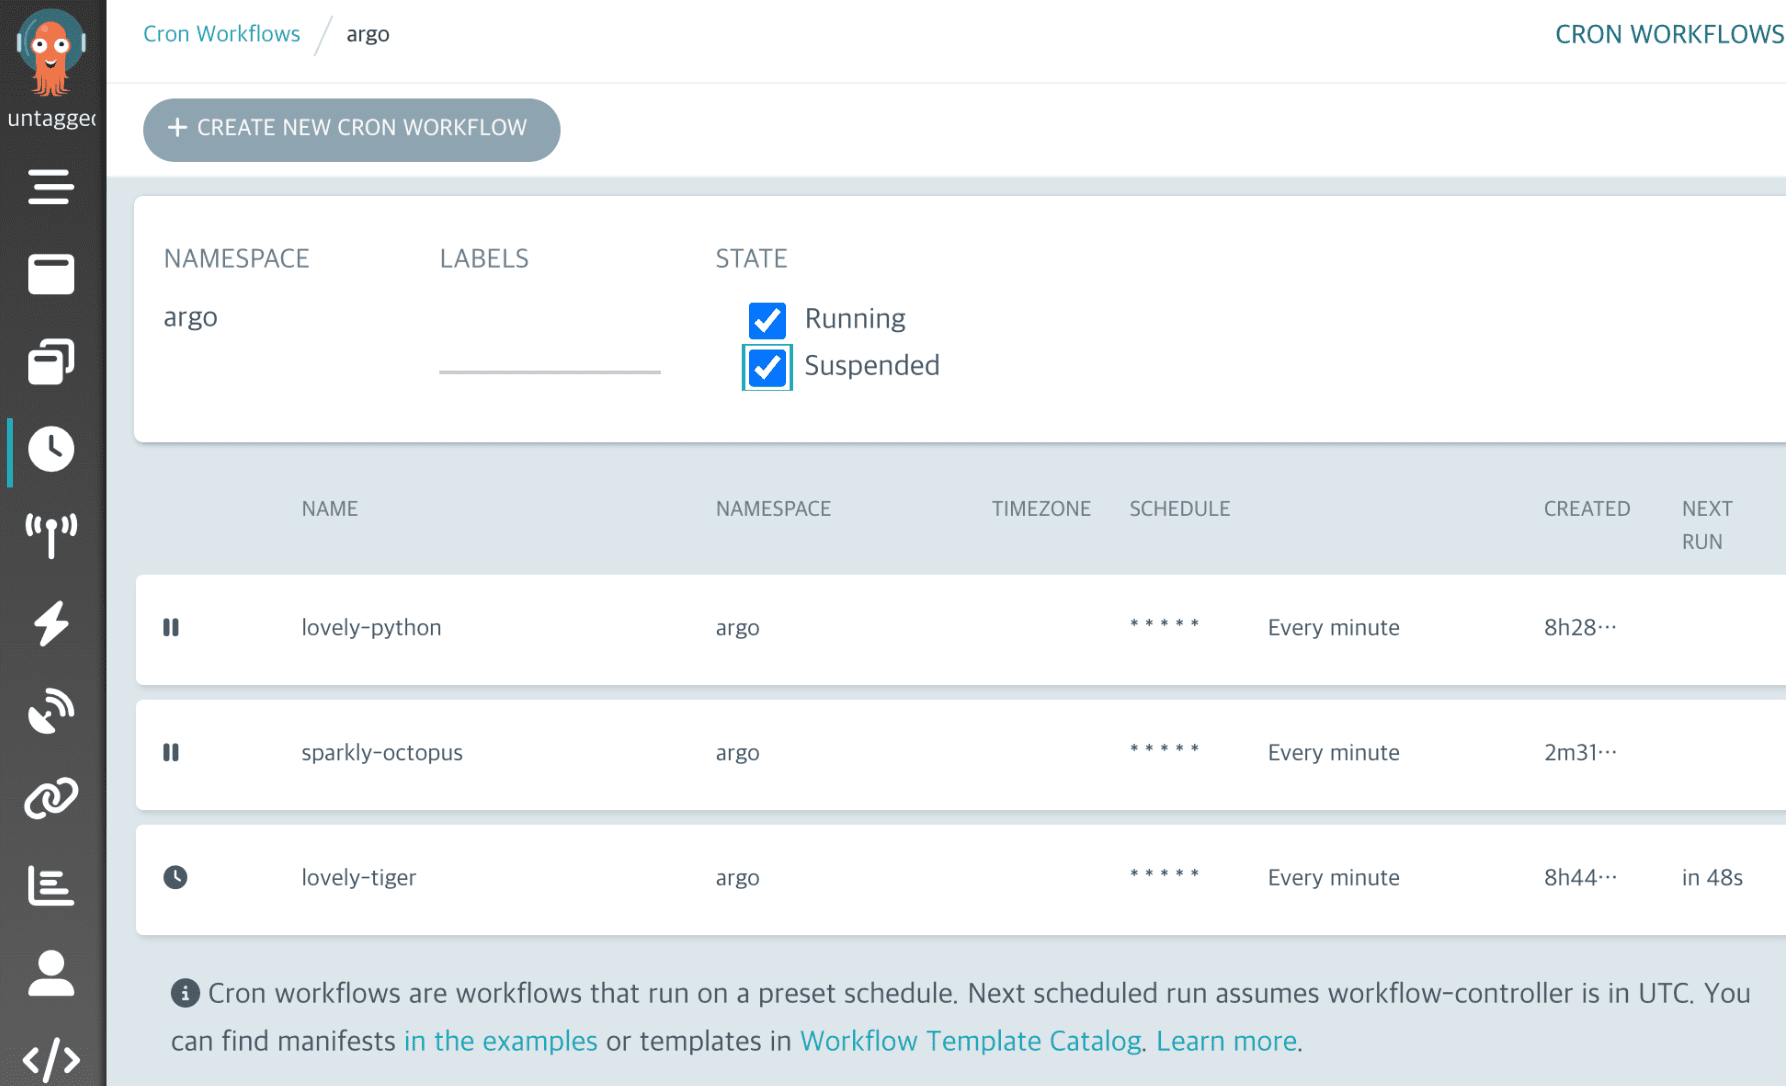 untagged
Cron Workflows / argo
CRON WORKFLOWS
+ CREATE NEW CRON WORKFLOW
NAMESPACE LABELS STATE
argo
Running
Suspended
NAME NAMESPACE TIMEZONE SCHEDULE CREATED NEXT RUN
lovely-python argo * * * * * Every minute 8h28⋯
sparkly-octopus argo * * * * * Every minute 2m31⋯
lovely-tiger argo * * * * * Every minute 8h44⋯ in 48s
Cron workflows are workflows that run on a preset schedule. Next scheduled run assumes workflow-controller is in UTC. You
can find manifests in the examples or templates in Workflow Template Catalog. Learn more.